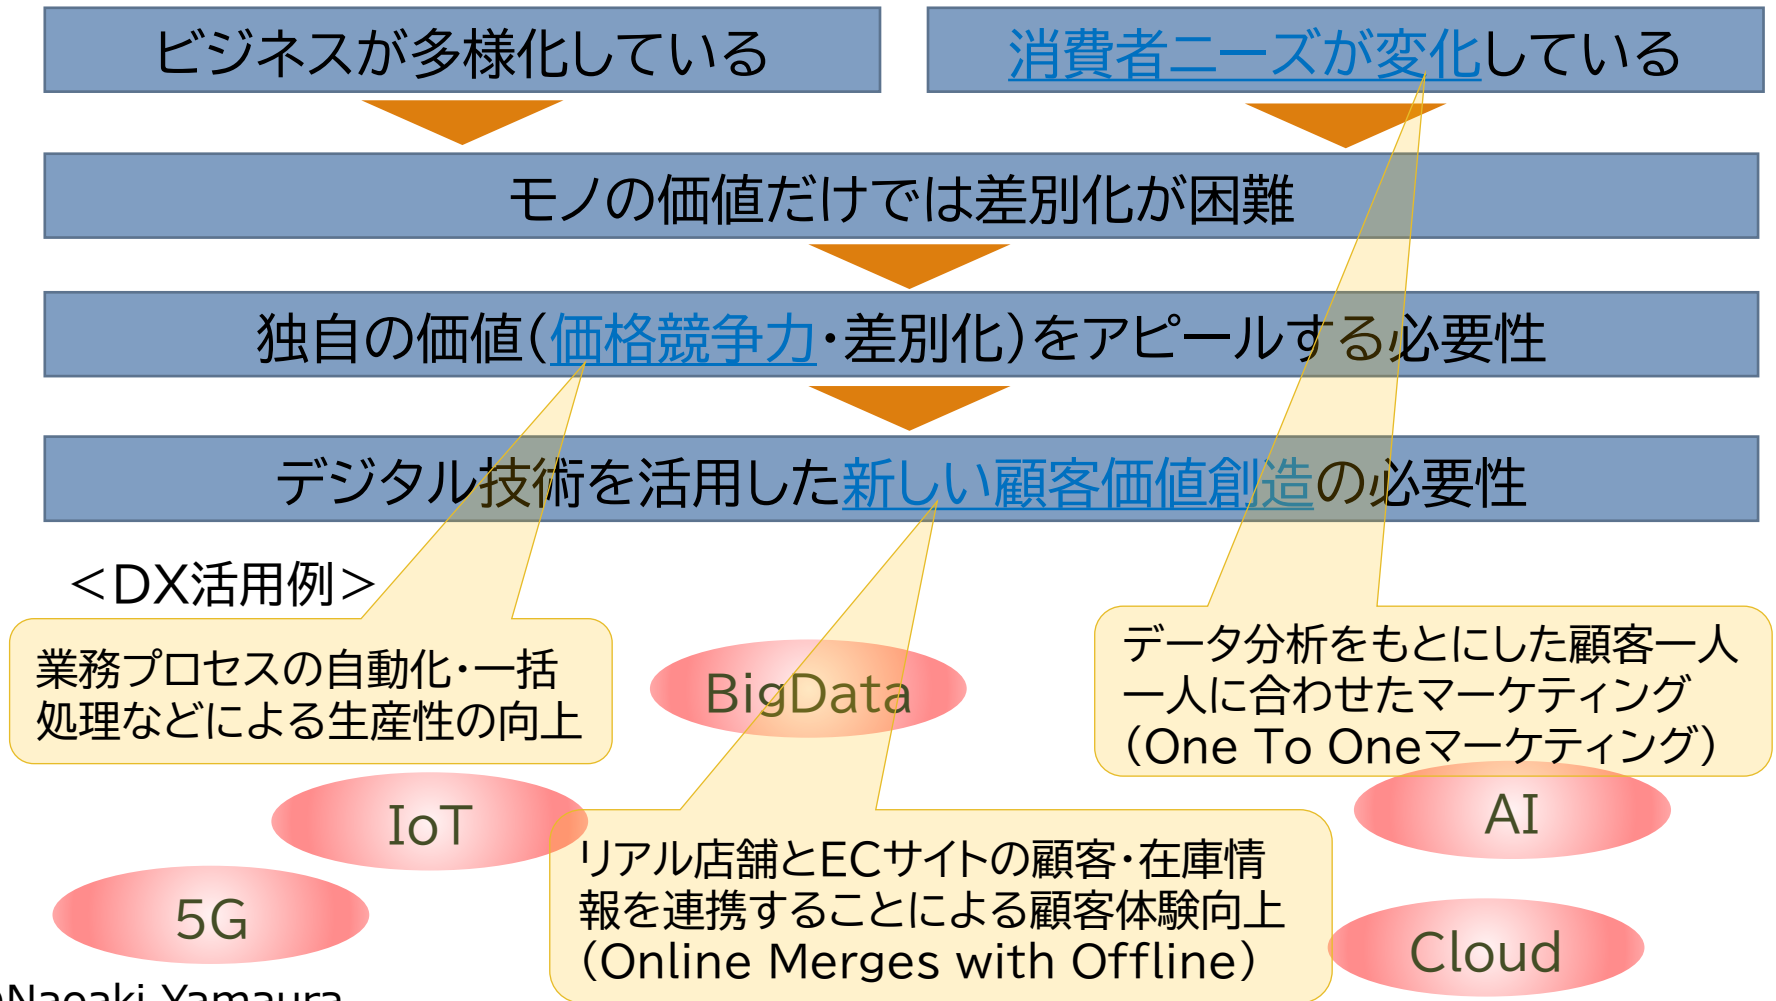 ビジネスが多様化している
消費者ニーズが変化している
モノの価値だけでは差別化が困難
独自の価値(価格競争力・差別化)をアピールする必要性
デジタル技術を活用した新しい顧客価値創造の必要性
＜DX活用例＞
業務プロセスの自動化・一括
処理などによる生産性の向上
BigData
データ分析をもとにした顧客一人
一人に合わせたマーケティング
(One To Oneマーケティング)
IoT
AI
リアル店舗とECサイトの顧客・在庫情
報を連携することによる顧客体験向上
(Online Merges with Offline)
5G
Cloud
Naoaki Yamaura